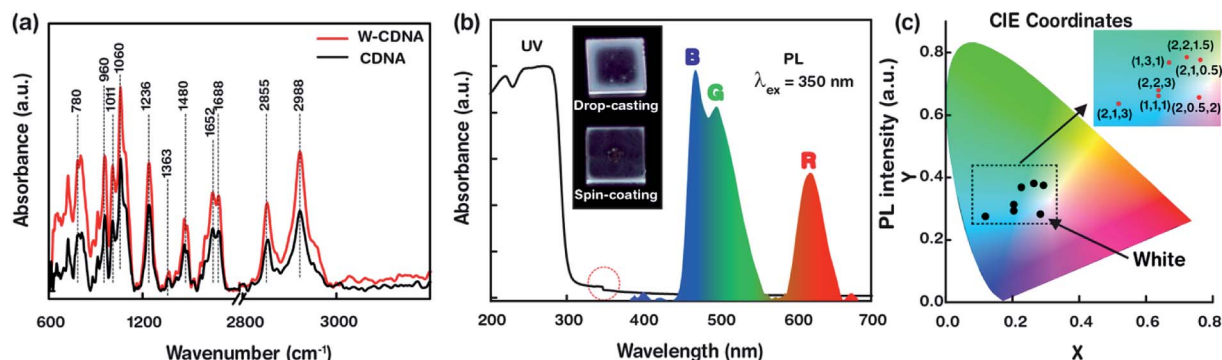 (a)
W-CDNA
CDNA
780
960
1011
1060
1236
1363
1480
1652
1688
2855
2988
Absorbance (a.u.)
600
1200
2800
3000
Wavenumber (cm⁻¹)
(b)
UV
Drop-casting
Spin-coating
B
G
R
PL
λex = 350 nm
Absorbance (a.u.)
PL intensity (a.u.)
200
300
400
500
600
700
Wavelength (nm)
(c)
CIE Coordinates
(2,2,1.5)
(1,3,1)
(2,1,0.5)
(2,2,3)
(1,1,1)
(2,1,3)
(2,0.5,2)
White
Y
0.8
0.6
0.4
0.2
0.0
0.0
0.2
0.4
0.6
0.8
X